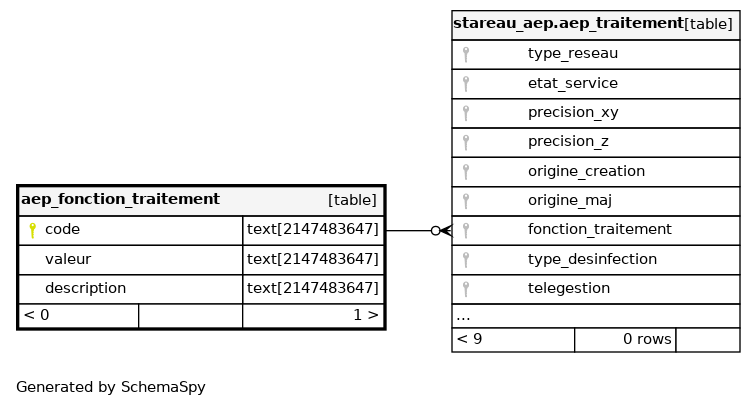 stareau_aep.aep_traitement[table]
type_reseau
etat_service
precision_xy
precision_z
origine_creation
origine_maj
fonction_traitement
type_desinfection
telegestion
...
< 9 0 rows
aep_fonction_traitement [table]
code text[2147483647]
valeur text[2147483647]
description text[2147483647]
< 0 1 >
Generated by SchemaSpy